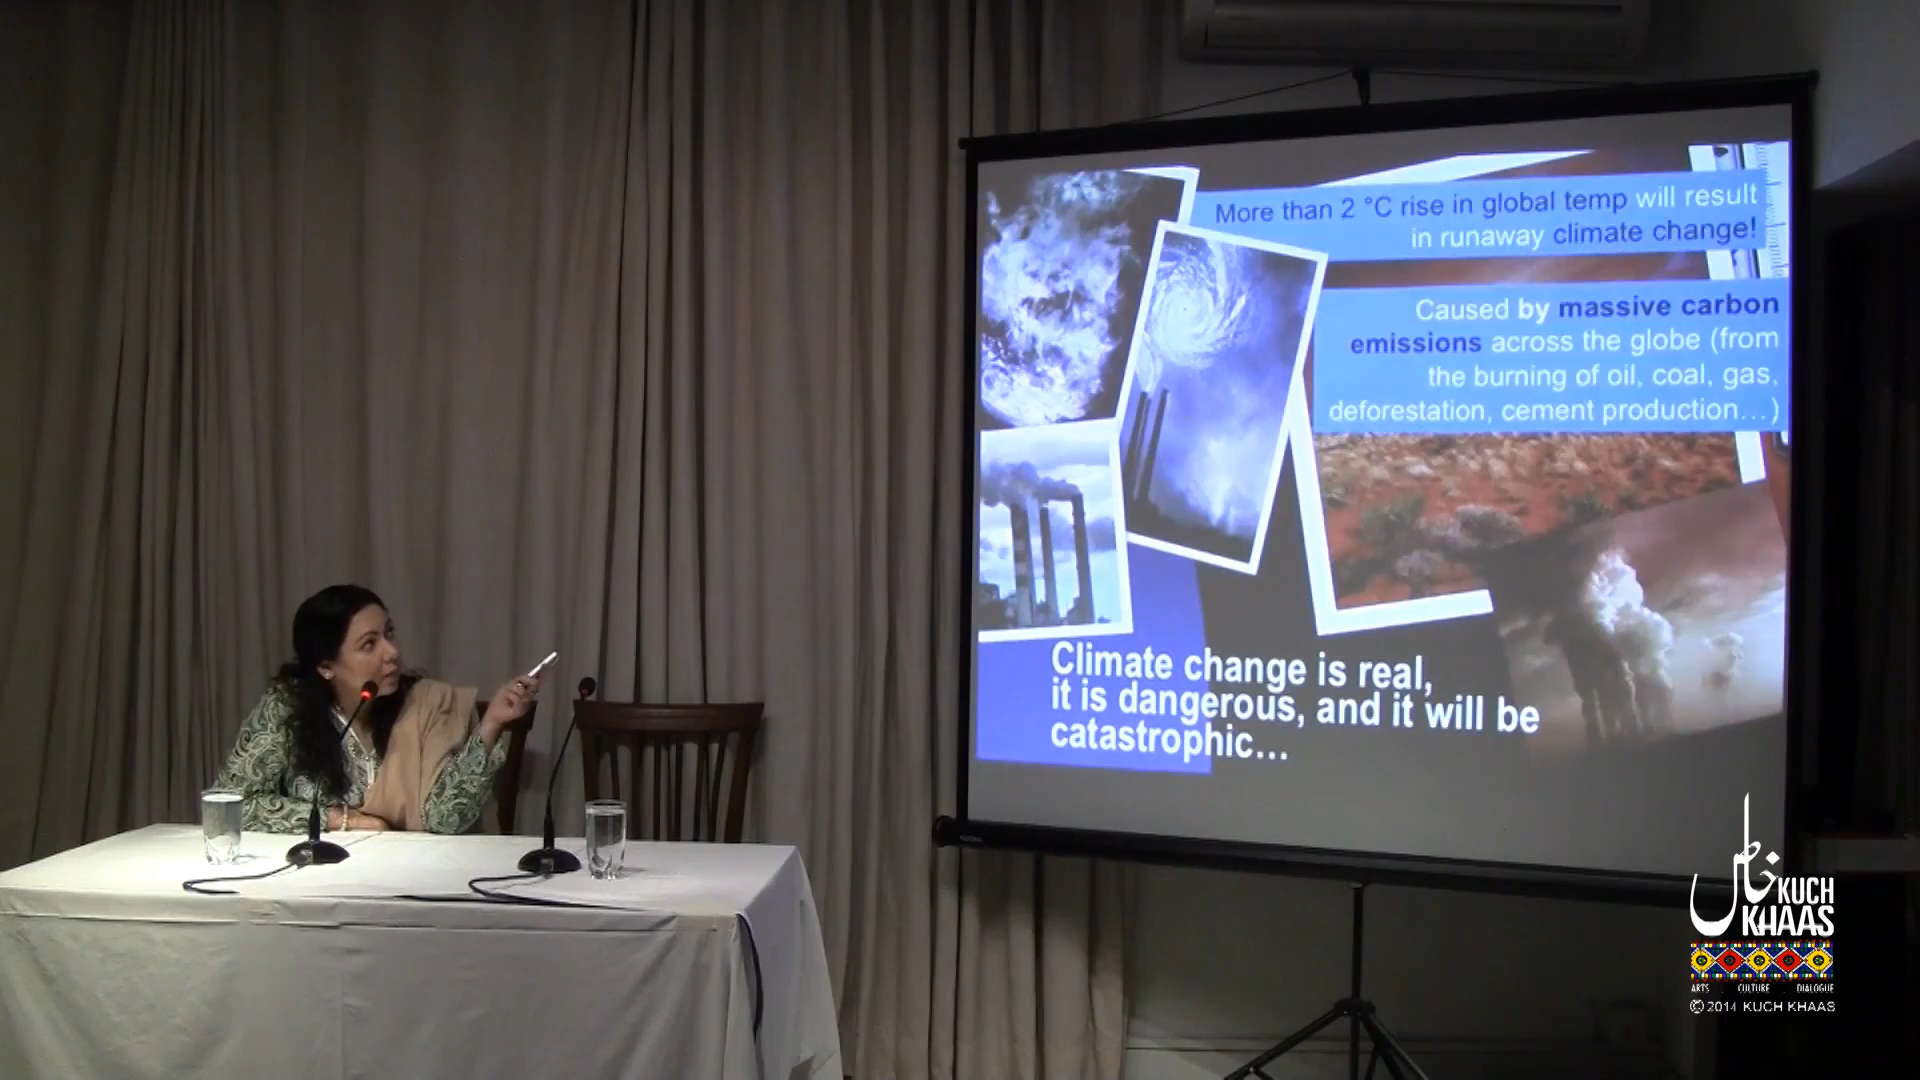 More than 2 °C rise in global temp will result
in runaway climate change!
Caused by massive carbon
emissions across the globe (from
the burning of oil, coal, gas,
deforestation, cement production…)
Climate change is real,
it is dangerous, and it will be
catastrophic…
خاص
KUCH
KHAAS
ARTS CULTURE DIALOGUE
© 2014 KUCH KHAAS